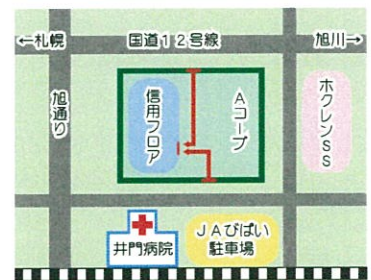 ←札幌
国道12号線
旭川→
旭通り
信用フロア
Aコープ
ホクレンSS
井門病院
JAびばい
駐車場